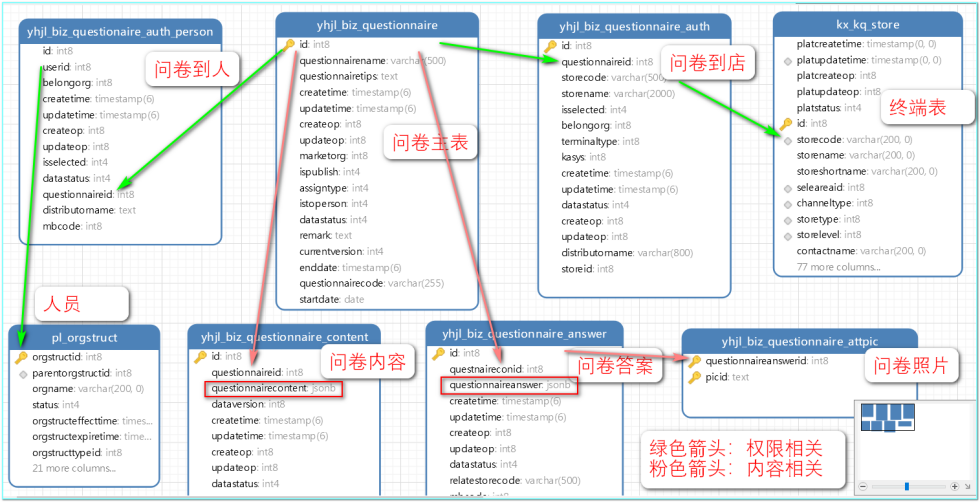 yhjl_biz_questionaire_auth_person
id: int8
userid: int8
belongorg: int8
createtime: timestamp(6)
updatetime: timestamp(6)
createop: int8
updateop: int8
isselected: int4
datastatus: int4
questionnaireid: int8
distributorname: text
mbcode: int8
问卷到人
yhjl_biz_questionnaire
id: int8
questionnairename: varchar(500)
questionnairetips: text
createtime: timestamp(6)
updatetime: timestamp(6)
createop: int8
updateop: int8
marketorg: int8
ispublish: int4
assigntype: int4
istoperson: int4
datastatus: int4
remark: text
currentversion: int4
enddate: timestamp(6)
questionnairecode: varchar(255)
startdate: date
问卷主表
yhjl_biz_questionnaire_auth
id: int8
questionnaireid: int8
storecode: varchar(500)
storename: varchar(2000)
isselected: int4
belongorg: int8
terminaltype: int8
kasys: int8
createtime: timestamp(6)
updatetime: timestamp(6)
datastatus: int4
createop: int8
updateop: int8
distributorname: varchar(800)
storeid: int8
问卷到店
kx_kq_store
platcreatetime: timestamp(0, 0)
platupdatetime: timestamp(0, 0)
platcreateop: int8
platupdateop: int8
platstatus: int4
id: int8
storecode: varchar(200, 0)
storename: varchar(200, 0)
storeshortname: varchar(200, 0)
seleareaid: int8
channeltype: int8
storetype: int8
storelevel: int8
contactname: varchar(200, 0)
77 more columns...
终端表
人员
pl_orgstruct
orgstructid: int8
parentorgstructid: int8
orgname: varchar(200, 0)
status: int4
orgstructeffecttime: times...
orgstructexpiretime: time...
orgstructtypeid: int8
21 more columns...
yhjl_biz_questionnaire_content
id: int8
questionnaireid: int8
questionnairecontent: jsonb
dataversion: int8
createtime: timestamp(6)
updatetime: timestamp(6)
createop: int8
updateop: int8
datastatus: int4
问卷内容
yhjl_biz_questionnaire_answer
id: int8
questnaireconid: int8
questionnaireanswer: jsonb
createtime: timestamp(6)
updatetime: timestamp(6)
createop: int8
updateop: int8
datastatus: int4
relatestorecode: varchar(500)
问卷答案
yhjl_biz_questionnaire_attpic
questionnaireanswerid: int8
picid: text
问卷照片
绿色箭头：权限相关
粉色箭头：内容相关